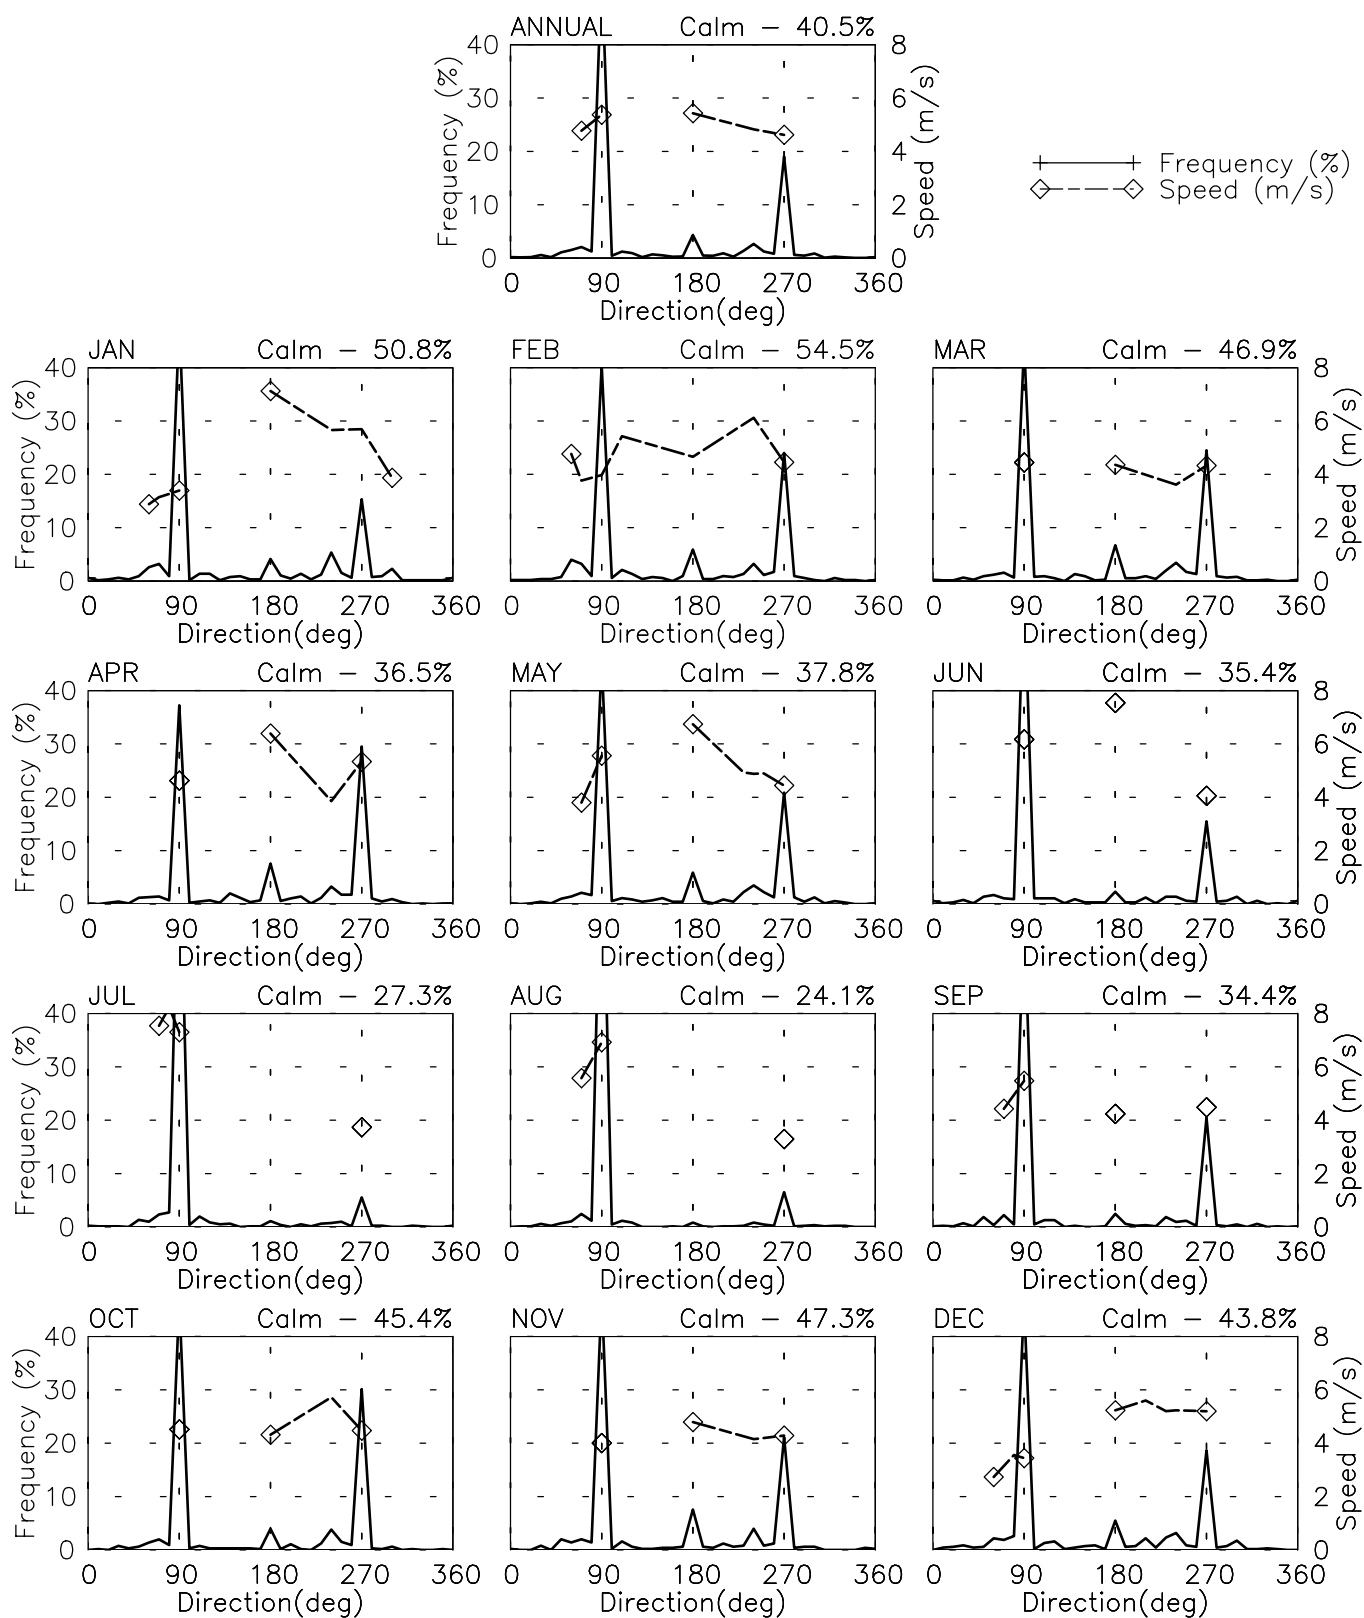 ANNUAL Calm – 40.5%
40 30 20 10 0
Frequency (%)
8 6 4 2 0
Speed (m/s)
0 90 180 270 360
Direction(deg)
Frequency (%)
Speed (m/s)
JAN Calm – 50.8% FEB Calm – 54.5% MAR Calm – 46.9%
40 30 20 10 0
Frequency (%)
8 6 4 2 0
Speed (m/s)
0 90 180 270 360 0 90 180 270 360 0 90 180 270 360
Direction(deg) Direction(deg) Direction(deg)
APR Calm – 36.5% MAY Calm – 37.8% JUN Calm – 35.4%
40 30 20 10 0
Frequency (%)
8 6 4 2 0
Speed (m/s)
0 90 180 270 360 0 90 180 270 360 0 90 180 270 360
Direction(deg) Direction(deg) Direction(deg)
JUL Calm – 27.3% AUG Calm – 24.1% SEP Calm – 34.4%
40 30 20 10 0
Frequency (%)
8 6 4 2 0
Speed (m/s)
0 90 180 270 360 0 90 180 270 360 0 90 180 270 360
Direction(deg) Direction(deg) Direction(deg)
OCT Calm – 45.4% NOV Calm – 47.3% DEC Calm – 43.8%
40 30 20 10 0
Frequency (%)
8 6 4 2 0
Speed (m/s)
0 90 180 270 360 0 90 180 270 360 0 90 180 270 360
Direction(deg) Direction(deg) Direction(deg)